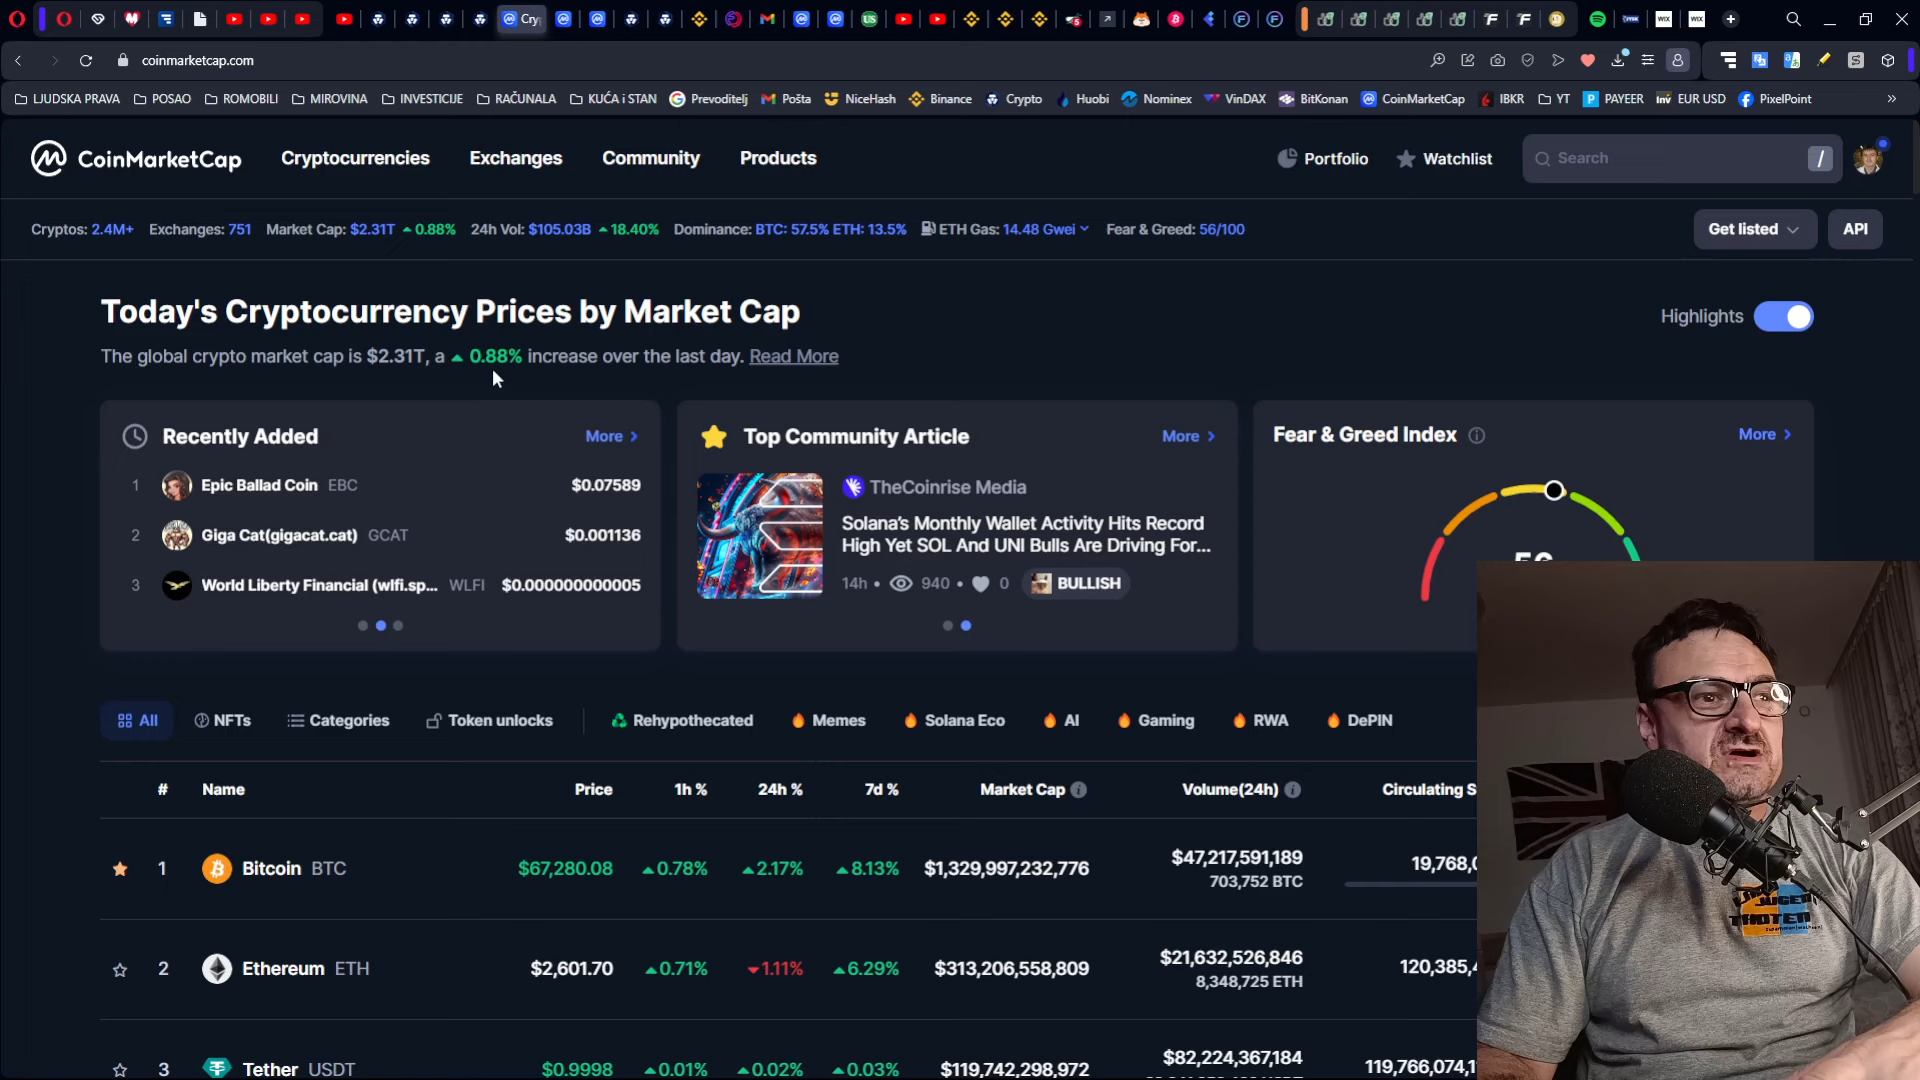 Cry
coinmarketcap.com
LJUDSKA PRAVA POSAO ROMOBILI MIROVINA INVESTICIJE RAČUNALA KUĆA i STAN Prevoditelj Pošta NiceHash Binance Crypto Huobi Nominex VinDAX BitKonan CoinMarketCap IBKR YT PAYEER EUR USD PixelPoint »
CoinMarketCap Cryptocurrencies Exchanges Community Products Portfolio Watchlist Search /
Cryptos: 2.4M+ Exchanges: 751 Market Cap: $2.31T 0.88% 24h Vol: $105.03B 18.40% Dominance: BTC: 57.5% ETH: 13.5% ETH Gas: 14.48 Gwei Fear & Greed: 56/100 Get listed API
Today's Cryptocurrency Prices by Market Cap
Highlights
The global crypto market cap is $2.31T, a 0.88% increase over the last day. Read More
Recently Added More
1 Epic Ballad Coin EBC $0.07589
2 Giga Cat(gigacat.cat) GCAT $0.001136
3 World Liberty Financial (wlfi.sp... WLFI $0.000000000005
Top Community Article More
TheCoinrise Media
Solana's Monthly Wallet Activity Hits Record
High Yet SOL And UNI Bulls Are Driving For...
14h • 940 • 0 BULLISH
Fear & Greed Index More
All NFTs Categories Token unlocks Rehypothecated Memes Solana Eco AI Gaming RWA DePIN
# Name Price 1h % 24h % 7d % Market Cap Volume(24h) Circulating S
1 Bitcoin BTC $67,280.08 0.78% 2.17% 8.13% $1,329,997,232,776 $47,217,591,189 19,768,0
703,752 BTC
2 Ethereum ETH $2,601.70 0.71% 1.11% 6.29% $313,206,558,809 $21,632,526,846 120,385,4
8,348,725 ETH
3 Tether USDT $0.9998 0.01% 0.02% 0.03% $119,742,298,972 $82,224,367,184 119,766,074,1